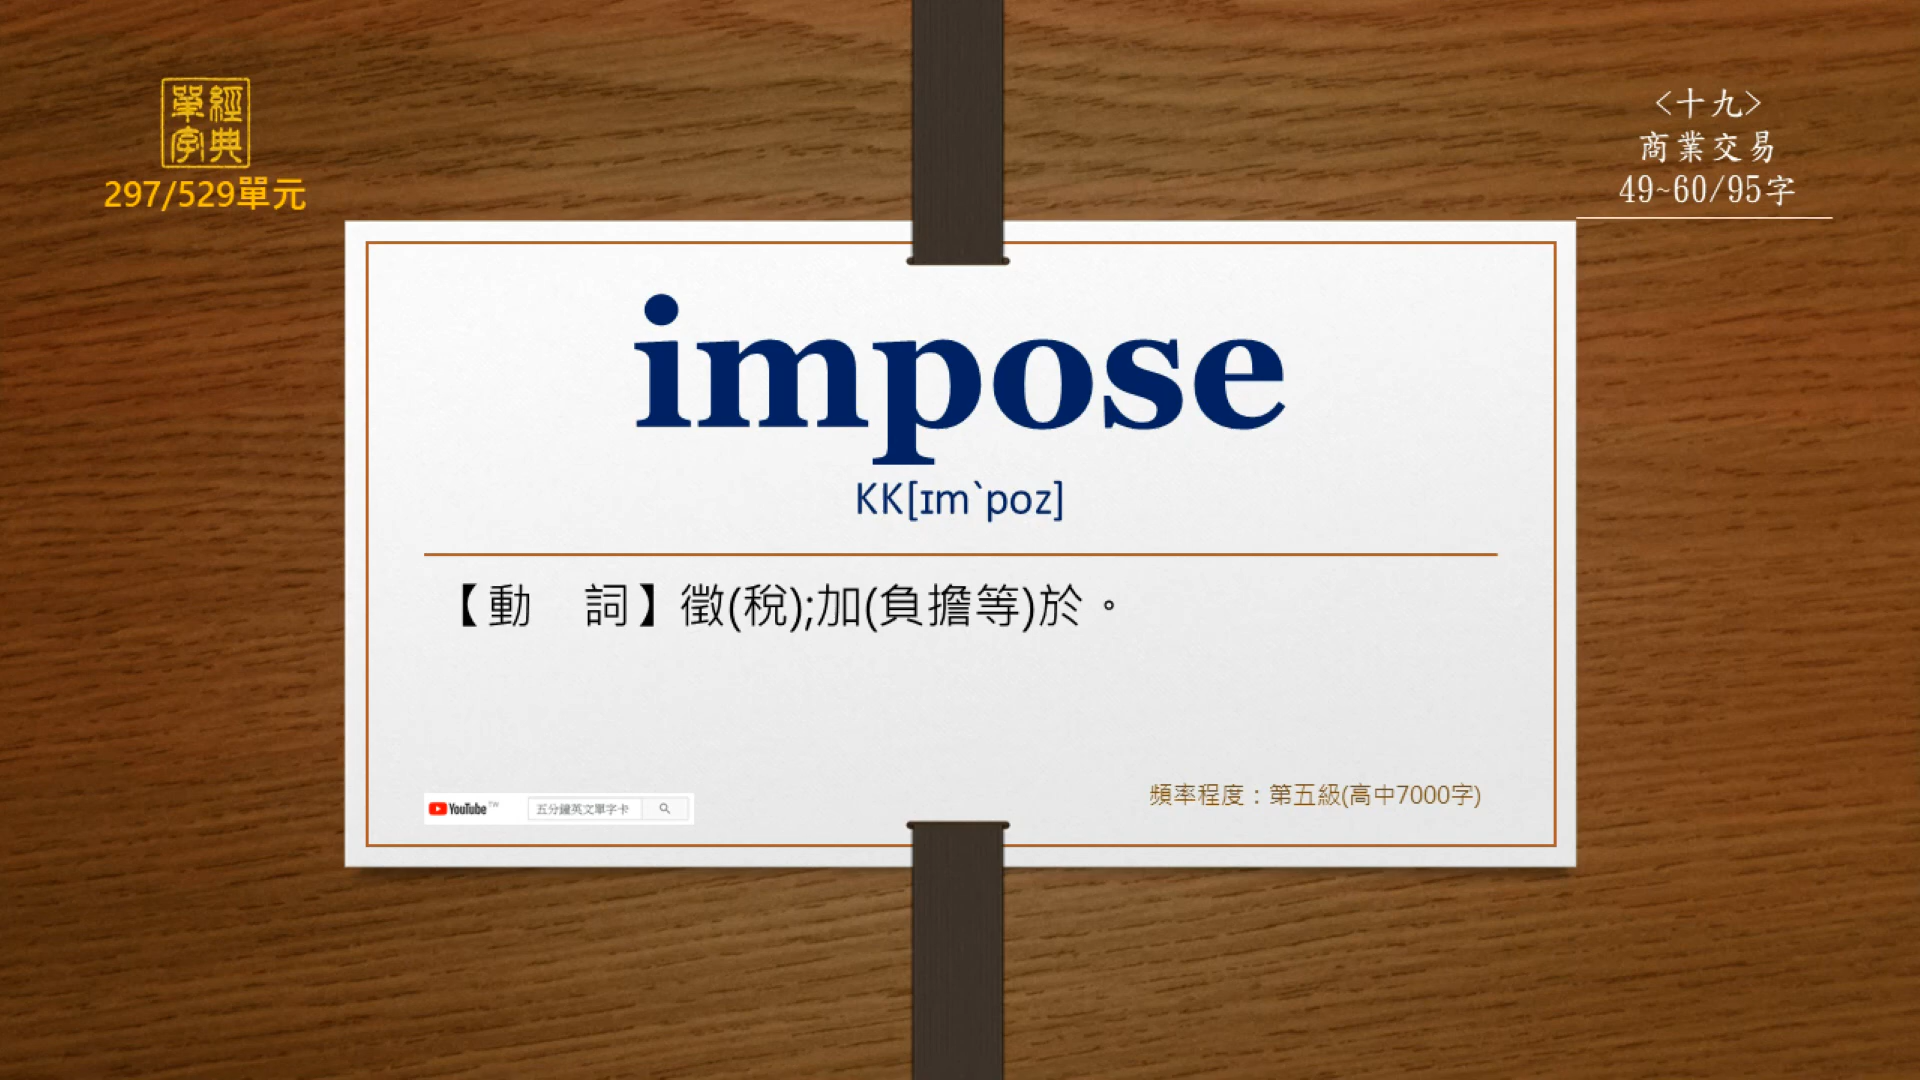 經典
單字
297/529單元
<十九>
商業交易
49~60/95字
impose
KK[ɪm`poz]
【動　詞】徵(稅);加(負擔等)於。
YouTube TW
五分鐘英文單字卡
頻率程度：第五級(高中7000字)